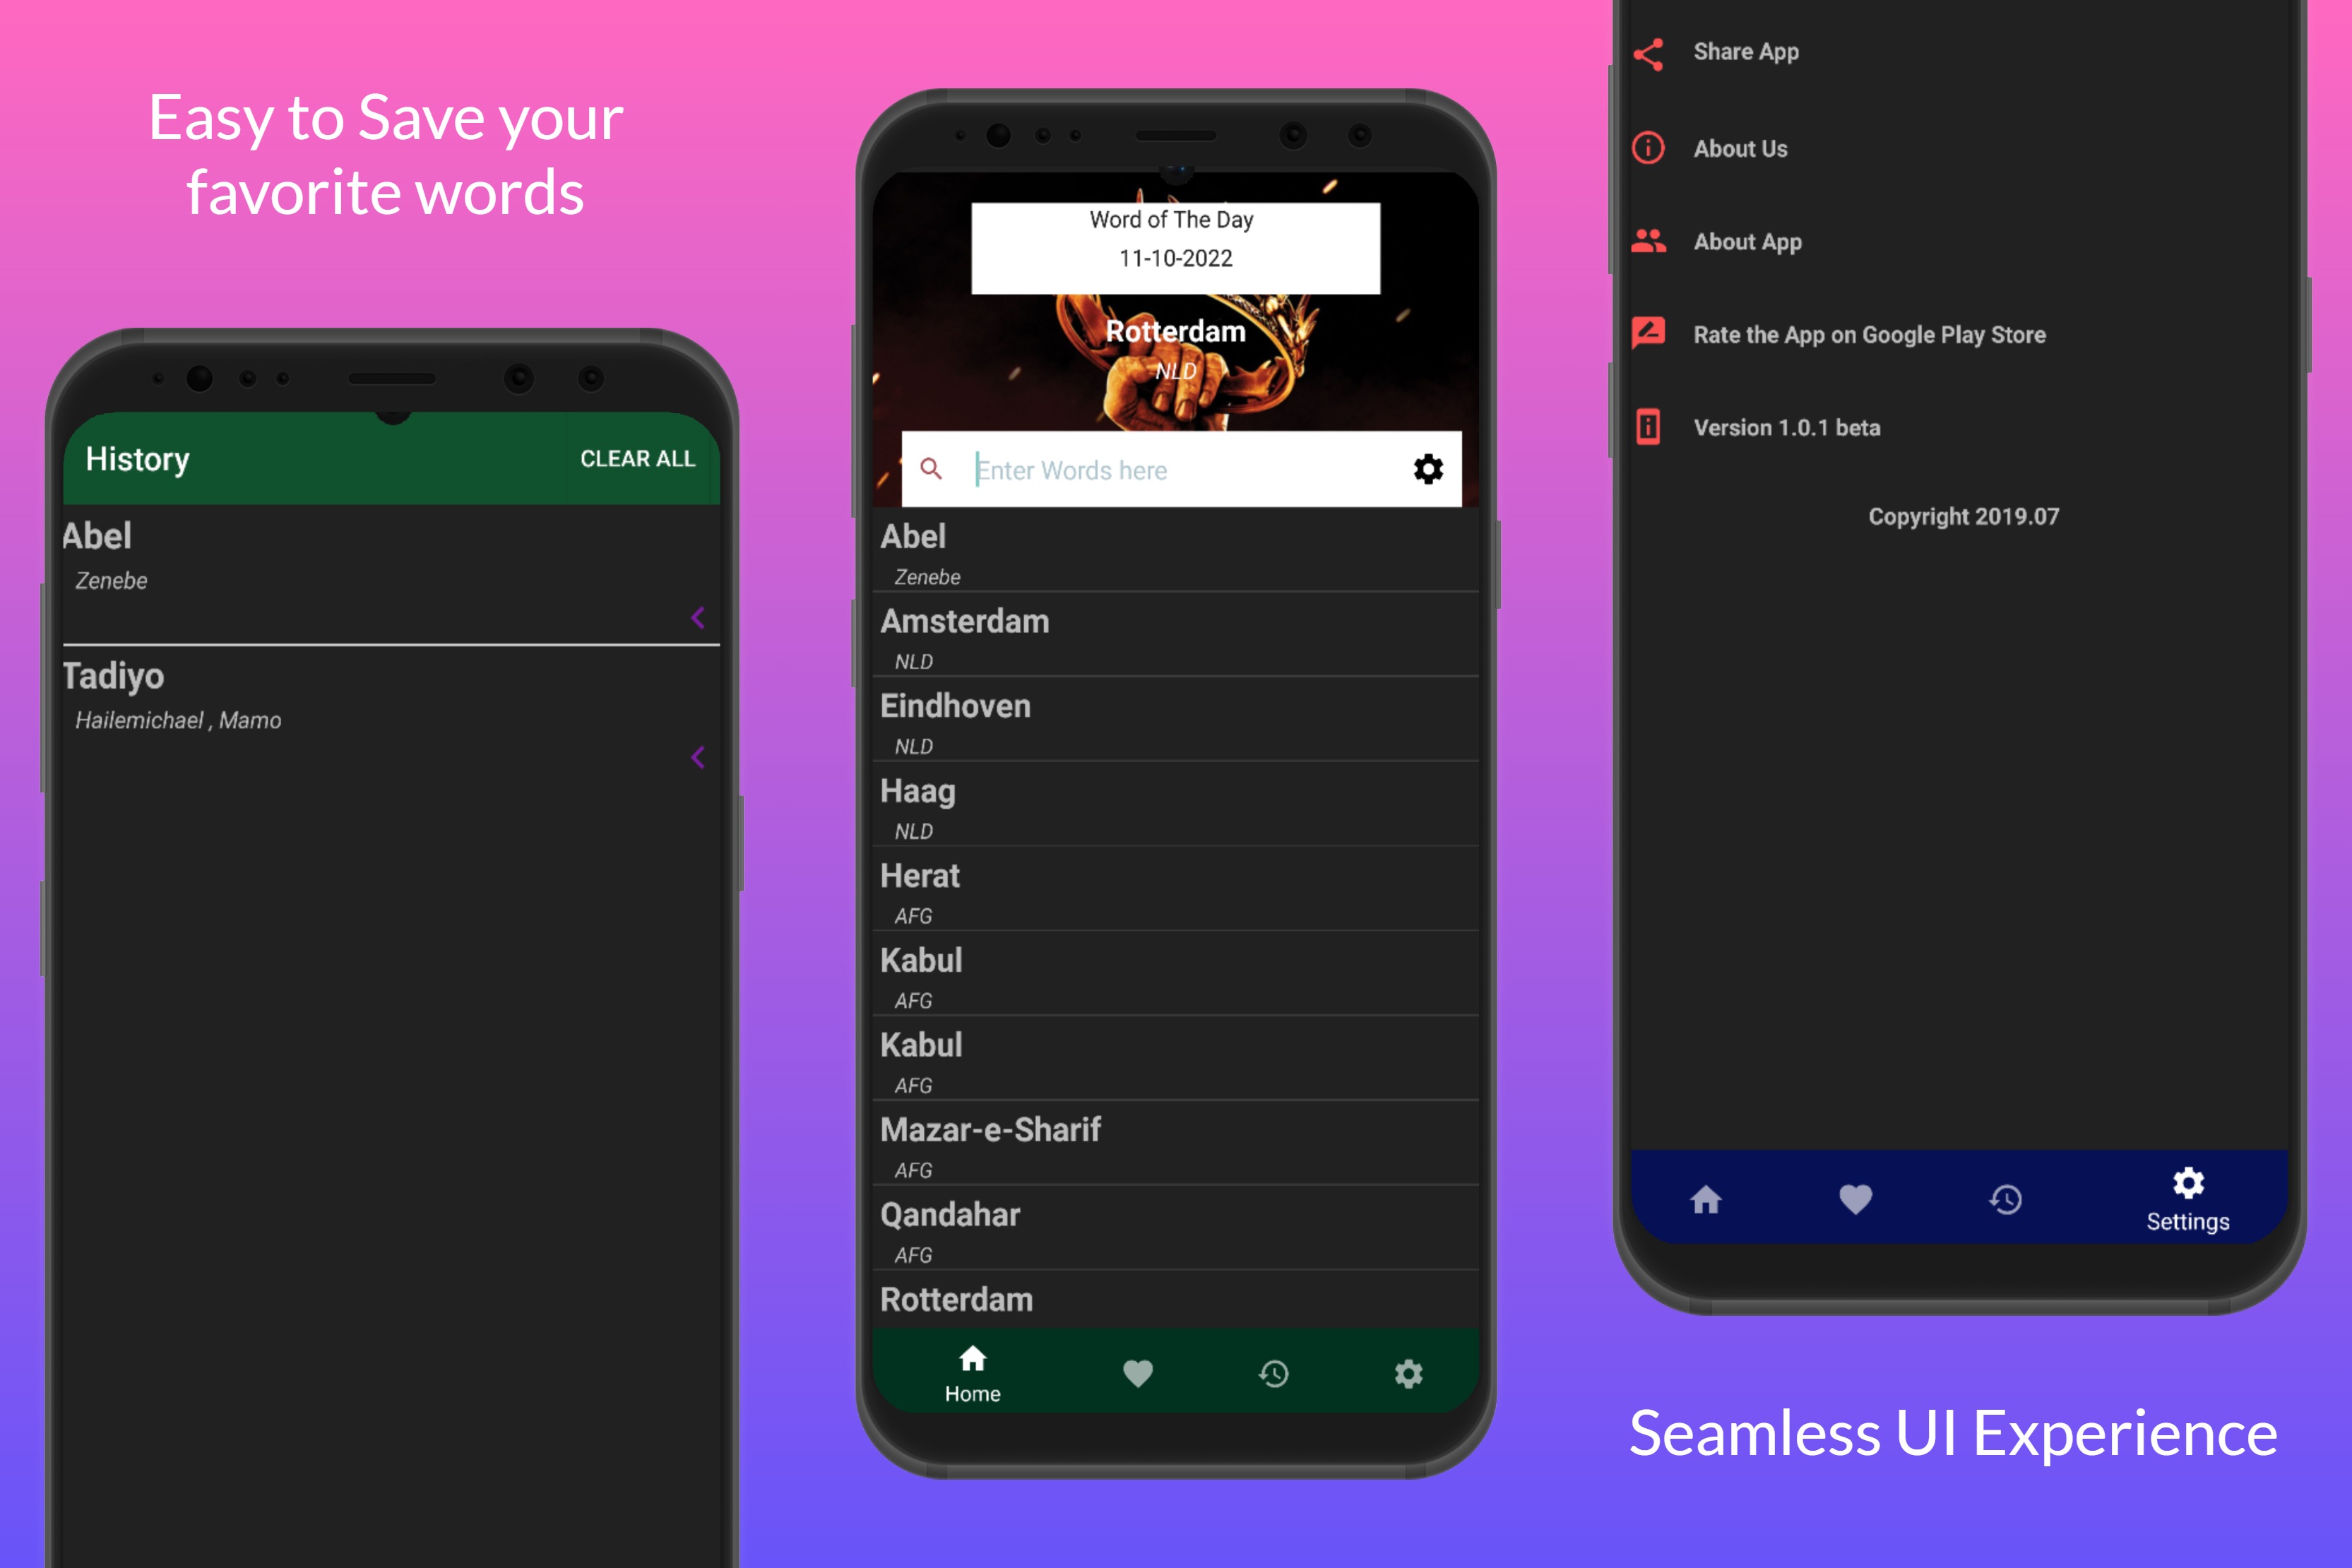 Easy to Save your
favorite words
History
CLEAR ALL
Abel
Zenebe
Tadiyo
Hailemichael , Mamo
Word of The Day
11-10-2022
Rotterdam
NLD
Enter Words here
Abel
Zenebe
Amsterdam
NLD
Eindhoven
NLD
Haag
NLD
Herat
AFG
Kabul
AFG
Kabul
AFG
Mazar-e-Sharif
AFG
Qandahar
AFG
Rotterdam
Home
Share App
About Us
About App
Rate the App on Google Play Store
Version 1.0.1 beta
Copyright 2019.07
Settings
Seamless UI Experience